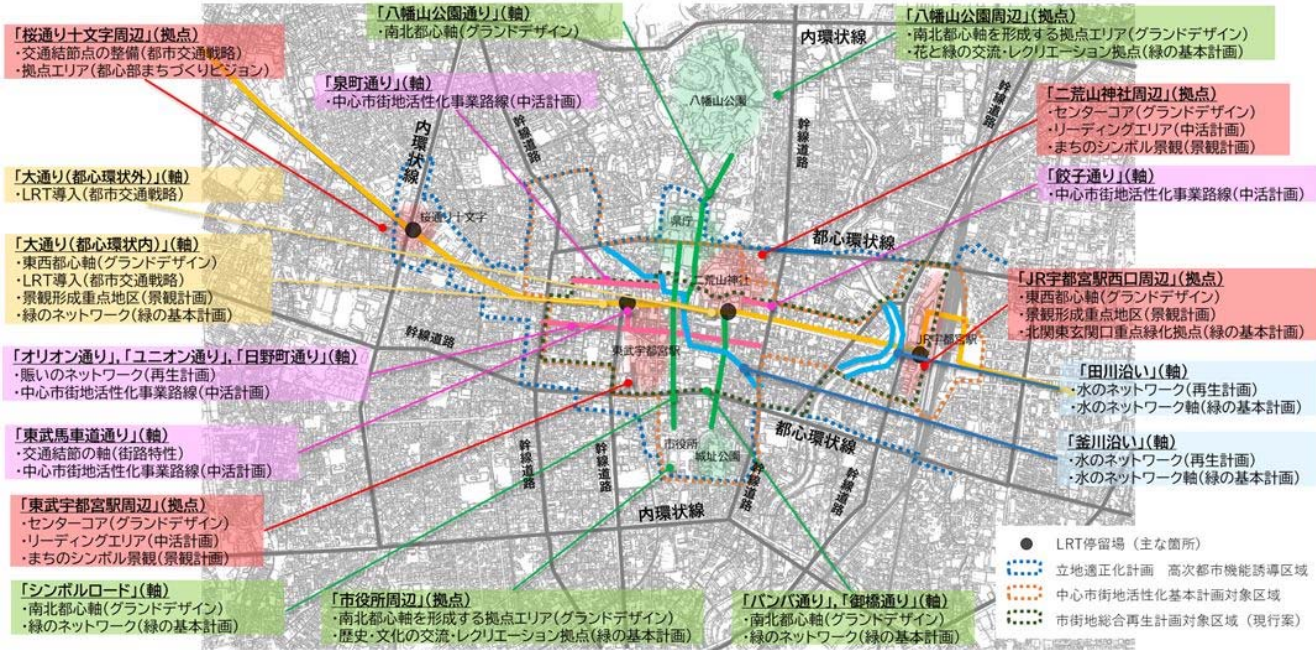 「八幡山公園通り」(軸)
・南北都心軸(グランドデザイン)
「八幡山公園周辺」(拠点)
・南北都心軸を形成する拠点エリア(グランドデザイン)
・花と緑の交流・レクリエーション拠点(緑の基本計画)
「桜通り十文字周辺」(拠点)
・交通結節点の整備(都市交通戦略)
・拠点エリア(都心部まちづくりビジョン)
「泉町通り」(軸)
・中心市街地活性化事業路線(中活計画)
「二荒山神社周辺」(拠点)
・センターコア(グランドデザイン)
・リーディングエリア(中活計画)
・まちのシンボル景観(景観計画)
「大通り(都心環状外)」(軸)
・LRT導入(都市交通戦略)
「餃子通り」(軸)
・中心市街地活性化事業路線(中活計画)
「大通り(都心環状内)」(軸)
・東西都心軸(グランドデザイン)
・LRT導入(都市交通戦略)
・景観形成重点地区(景観計画)
・緑のネットワーク(緑の基本計画)
「JR宇都宮駅西口周辺」(拠点)
・東西都心軸(グランドデザイン)
・景観形成重点地区(景観計画)
・北関東玄関口重点緑化拠点(緑の基本計画)
「オリオン通り」,「ユニオン通り」,「日野町通り」(軸)
・賑いのネットワーク(再生計画)
・中心市街地活性化事業路線(中活計画)
「田川沿い」(軸)
・水のネットワーク(再生計画)
・水のネットワーク軸(緑の基本計画)
「東武馬車道通り」(軸)
・交通結節の軸(街路特性)
・中心市街地活性化事業路線(中活計画)
「釜川沿い」(軸)
・水のネットワーク(再生計画)
・水のネットワーク軸(緑の基本計画)
「東武宇都宮駅周辺」(拠点)
・センターコア(グランドデザイン)
・リーディングエリア(中活計画)
・まちのシンボル景観(景観計画)
「シンボルロード」(軸)
・南北都心軸(グランドデザイン)
・緑のネットワーク(緑の基本計画)
「市役所周辺」(拠点)
・南北都心軸を形成する拠点エリア(グランドデザイン)
・歴史・文化の交流・レクリエーション拠点(緑の基本計画)
「バンバ通り」,「御橋通り」(軸)
・南北都心軸(グランドデザイン)
・緑のネットワーク(緑の基本計画)
内環状線
幹線道路
八幡山公園
幹線道路
幹線道路
内環状線
桜通り十文字
県庁
都心環状線
二荒山神社
幹線道路
東武宇都宮駅
JR宇都宮駅
市役所
城址公園
都心環状線
幹線道路
幹線道路
幹線道路
幹線道路
内環状線
LRT停留場（主な箇所）
立地適正化計画　高次都市機能誘導区域
中心市街地活性化基本計画対象区域
市街地総合再生計画対象区域（現行案）